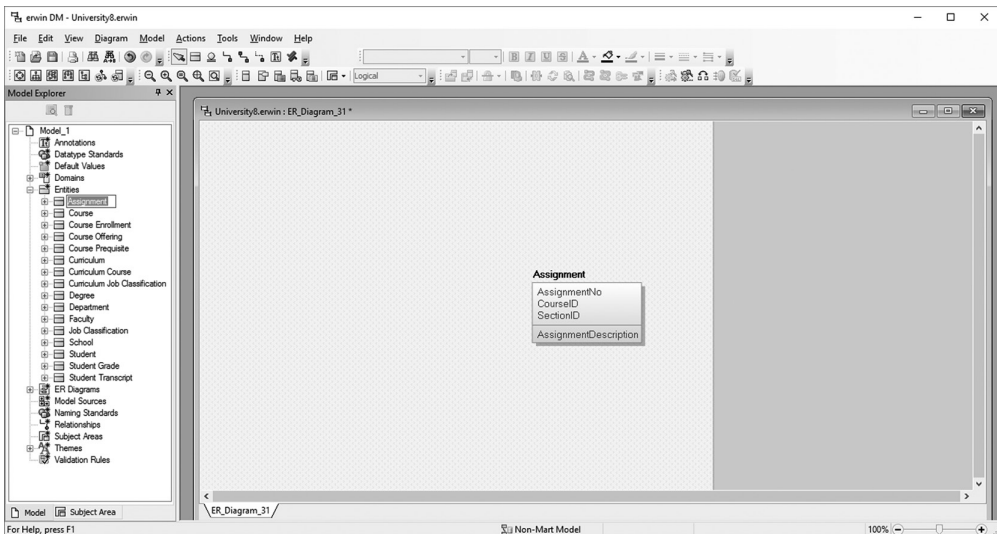 erwin DM - University8.erwin
File Edit View Diagram Model Actions Tools Window Help
B I U S A
Logical
Model Explorer
University8.erwin : ER_Diagram_31 *
Model_1
Annotations
Datatype Standards
Default Values
Domains
Entities
Assignment
Course
Course Enrollment
Course Offering
Course Prequisite
Curriculum
Curriculum Course
Curriculum Job Classification
Degree
Department
Faculty
Job Classification
School
Student
Student Grade
Student Transcript
ER Diagrams
Model Sources
Naming Standards
Relationships
Subject Areas
Themes
Validation Rules
Assignment
AssignmentNo
CourseID
SectionID
AssignmentDescription
Model Subject Area
ER_Diagram_31
For Help, press F1
Non-Mart Model
100%